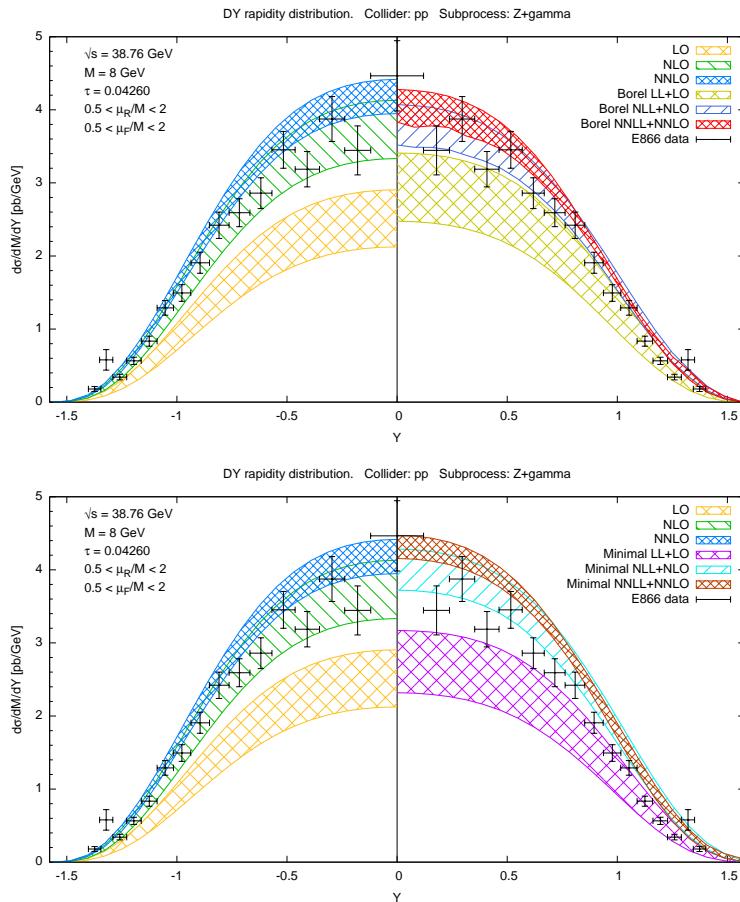 DY rapidity distribution. Collider: pp Subprocess: Z+gamma
dσ/dM/dY [pb/GeV]
5
4
3
2
1
0
√s = 38.76 GeV
M = 8 GeV
τ = 0.04260
0.5 < μR/M < 2
0.5 < μF/M < 2
LO
NLO
NNLO
Borel LL+LO
Borel NLL+NLO
Borel NNLL+NNLO
E866 data
-1.5 -1 -0.5 0 0.5 1 1.5
Y
DY rapidity distribution. Collider: pp Subprocess: Z+gamma
dσ/dM/dY [pb/GeV]
5
4
3
2
1
0
√s = 38.76 GeV
M = 8 GeV
τ = 0.04260
0.5 < μR/M < 2
0.5 < μF/M < 2
LO
NLO
NNLO
Minimal LL+LO
Minimal NLL+NLO
Minimal NNLL+NNLO
E866 data
-1.5 -1 -0.5 0 0.5 1 1.5
Y